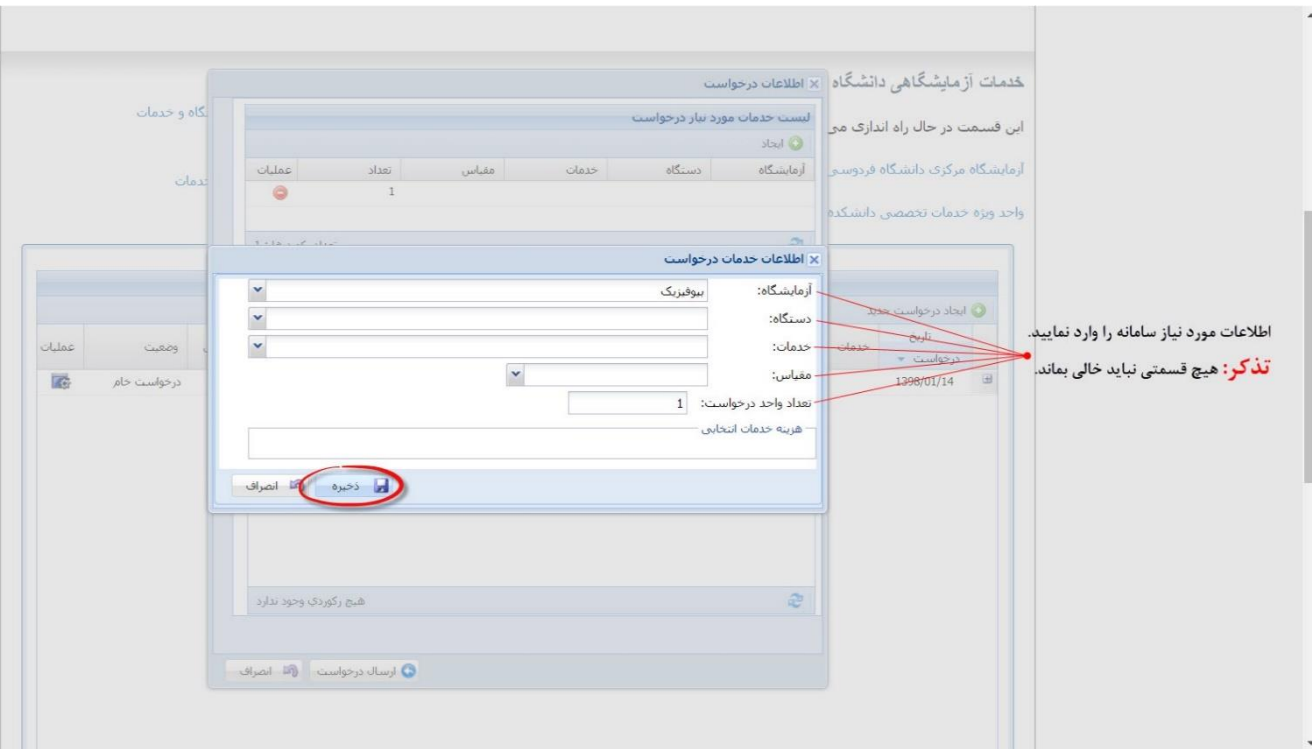 خدمات آزمایشگاهی دانشگاه
این قسمت در حال راه اندازی می
آزمایشگاه مرکزی دانشگاه فردوسی
واحد ویژه خدمات تخصصی دانشکده
گاه و خدمات
خدمات
اطلاعات درخواست
لیست خدمات مورد نیاز درخواست
ایجاد
آزمایشگاه دستگاه خدمات مقیاس تعداد عملیات
1
اطلاعات خدمات درخواست
آزمایشگاه: بیوفیزیک
دستگاه:
خدمات:
مقیاس:
تعداد واحد درخواست: 1
هزینه خدمات انتخابی
ذخیره انصراف
ایجاد درخواست جدید
تاریخ درخواست خدمات وضعیت عملیات
1398/01/14 درخواست خام
اطلاعات مورد نیاز سامانه را وارد نمایید.
تذکر: هیچ قسمتی نباید خالی بماند.
هیچ رکوردی وجود ندارد
ارسال درخواست انصراف